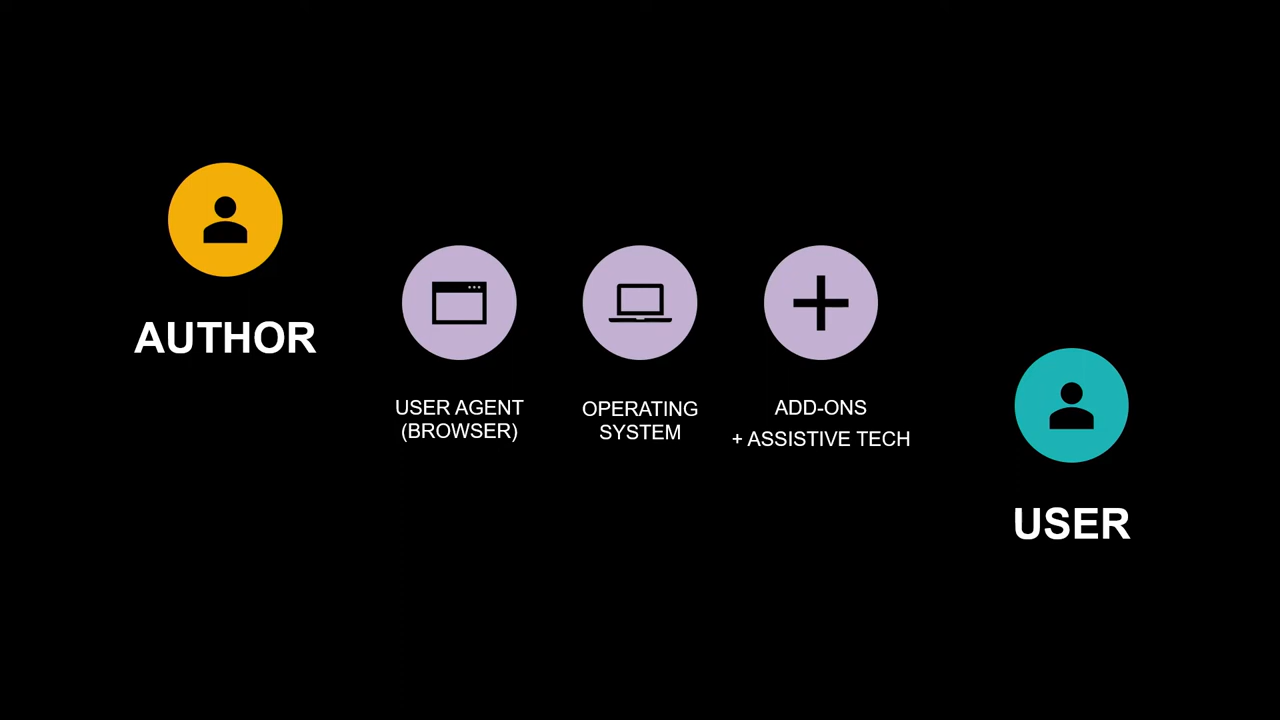 AUTHOR
USER AGENT
(BROWSER)
OPERATING
SYSTEM
ADD-ONS
+ ASSISTIVE TECH
USER